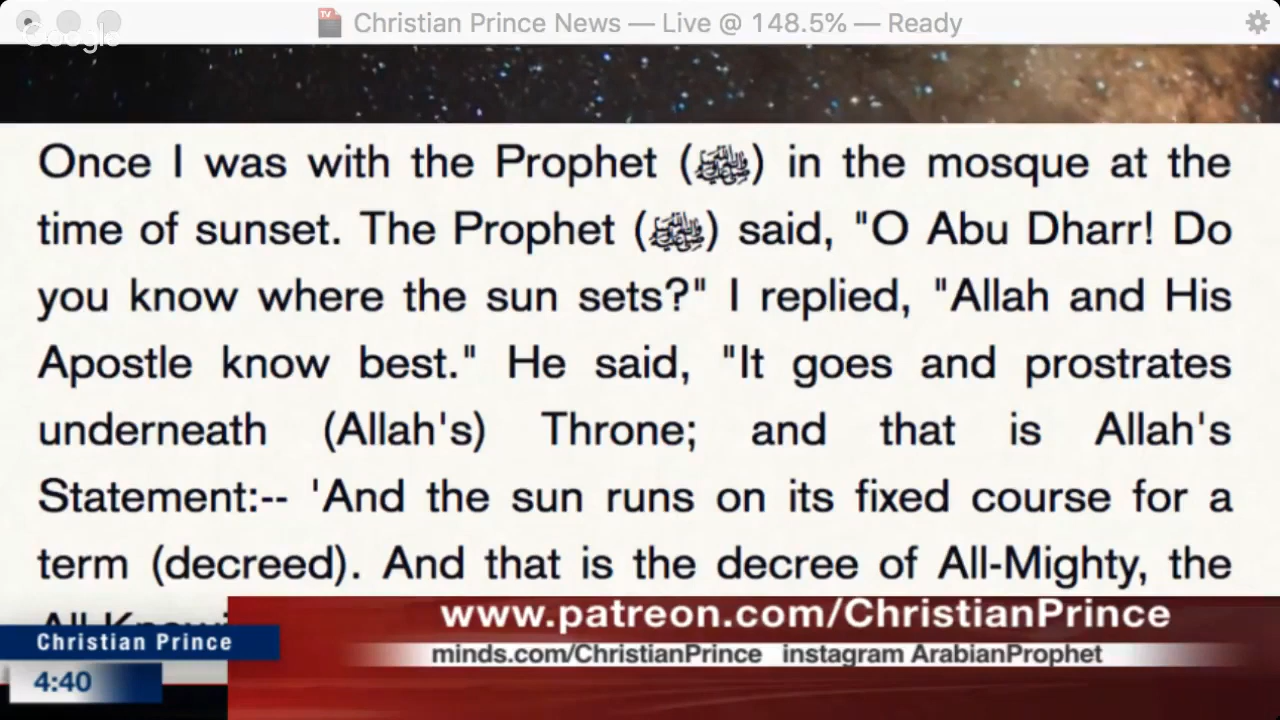 Christian Prince News — Live @ 148.5% — Ready
Google
TV
Once I was with the Prophet (ﷺ) in the mosque at the
time of sunset. The Prophet (ﷺ) said, "O Abu Dharr! Do
you know where the sun sets?" I replied, "Allah and His
Apostle know best." He said, "It goes and prostrates
underneath (Allah's) Throne; and that is Allah's
Statement:-- 'And the sun runs on its fixed course for a
term (decreed). And that is the decree of All-Mighty, the
www.patreon.com/ChristianPrince
Christian Prince
minds.com/ChristianPrince instagram ArabianProphet
4:40